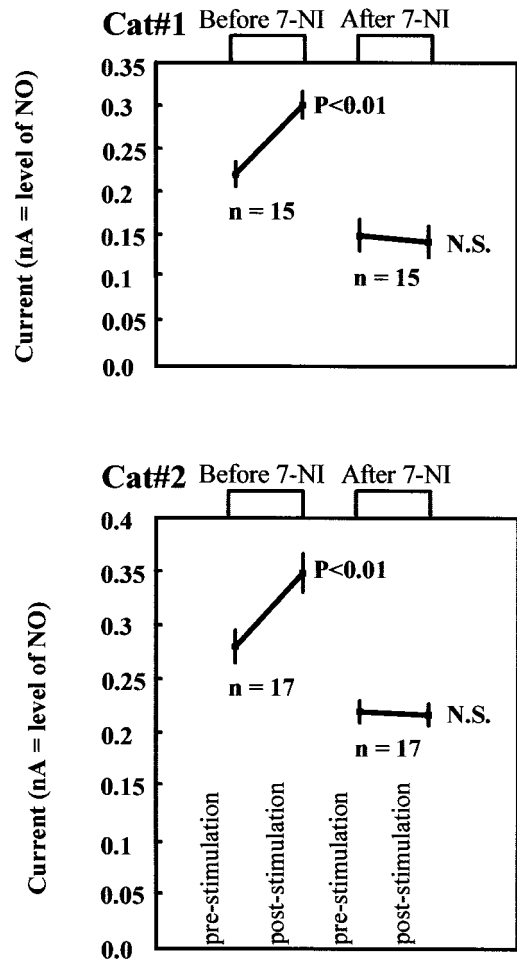 Cat#1 Before 7-NI After 7-NI
Current (nA = level of NO)
0.35
0.3
0.25
0.2
0.15
0.1
0.05
0.0
P<0.01
n = 15
N.S.
n = 15
Cat#2 Before 7-NI After 7-NI
Current (nA = level of NO)
0.4
0.35
0.3
0.25
0.2
0.15
0.1
0.05
0.0
P<0.01
n = 17
N.S.
n = 17
pre-stimulation
post-stimulation
pre-stimulation
post-stimulation